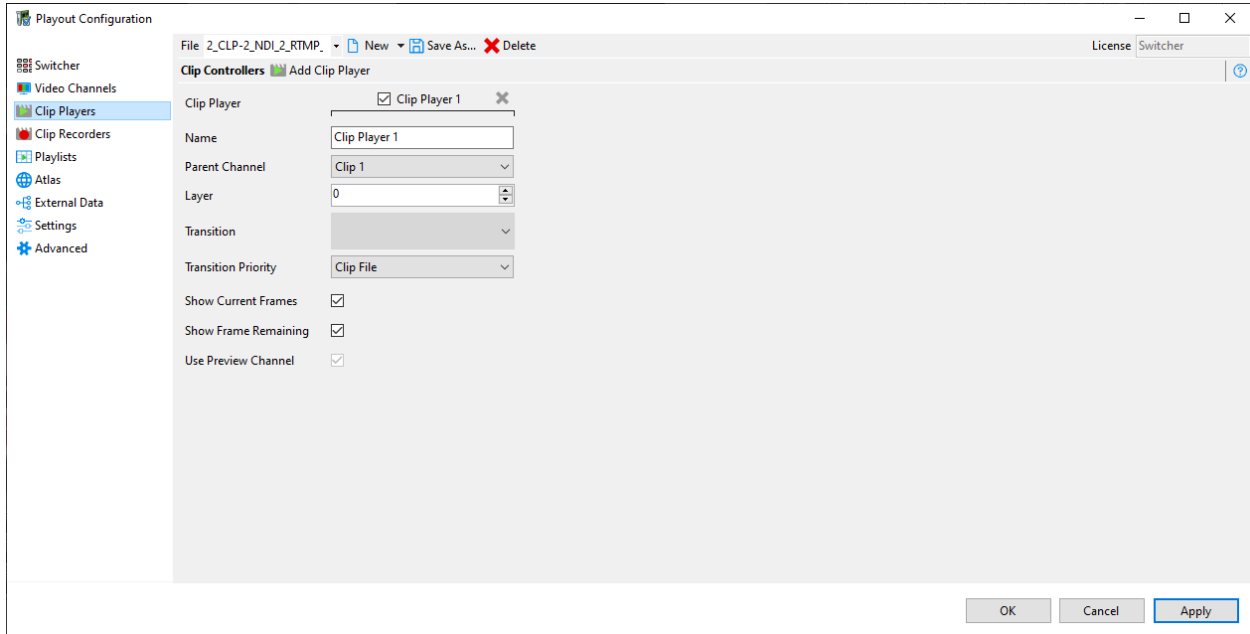 Playout Configuration
File 2_CLP-2_NDI_2_RTMP_ New Save As... Delete License Switcher
Switcher
Video Channels
Clip Players
Clip Recorders
Playlists
Atlas
External Data
Settings
Advanced
Clip Controllers Add Clip Player
Clip Player Clip Player 1
Name Clip Player 1
Parent Channel Clip 1
Layer 0
Transition
Transition Priority Clip File
Show Current Frames
Show Frame Remaining
Use Preview Channel
OK Cancel Apply